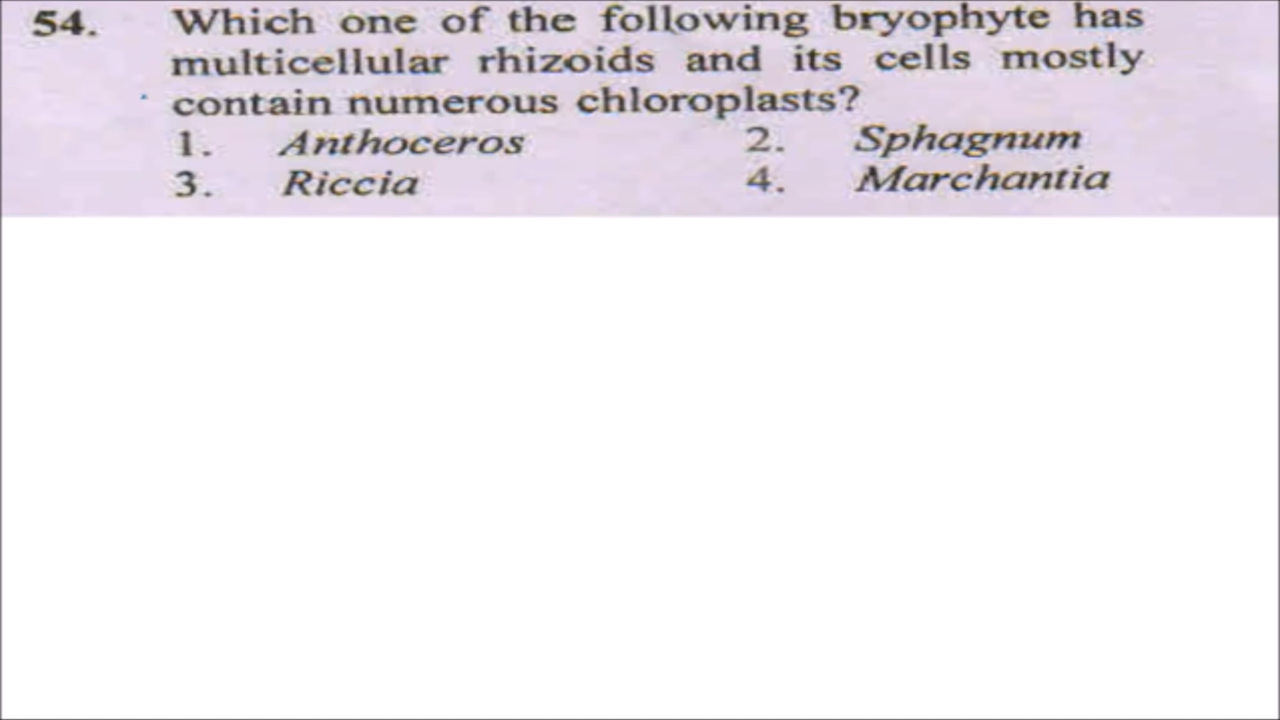 54. Which one of the following bryophyte has
multicellular rhizoids and its cells mostly
contain numerous chloroplasts?
1. Anthoceros 2. Sphagnum
3. Riccia 4. Marchantia